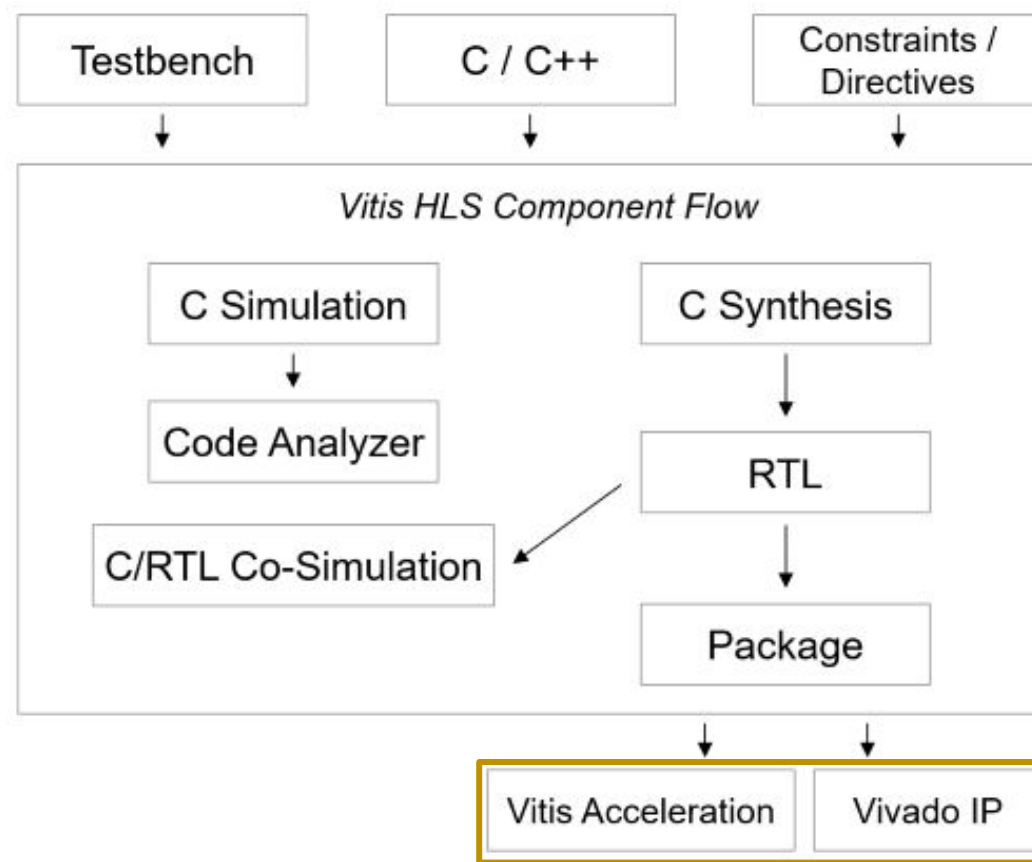 Testbench
C / C++
Constraints /
Directives
Vitis HLS Component Flow
C Simulation
C Synthesis
Code Analyzer
RTL
C/RTL Co-Simulation
Package
Vitis Acceleration
Vivado IP